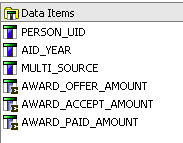 Data Items
PERSON_UID
AID_YEAR
MULTI_SOURCE
AWARD_OFFER_AMOUNT
AWARD_ACCEPT_AMOUNT
AWARD_PAID_AMOUNT